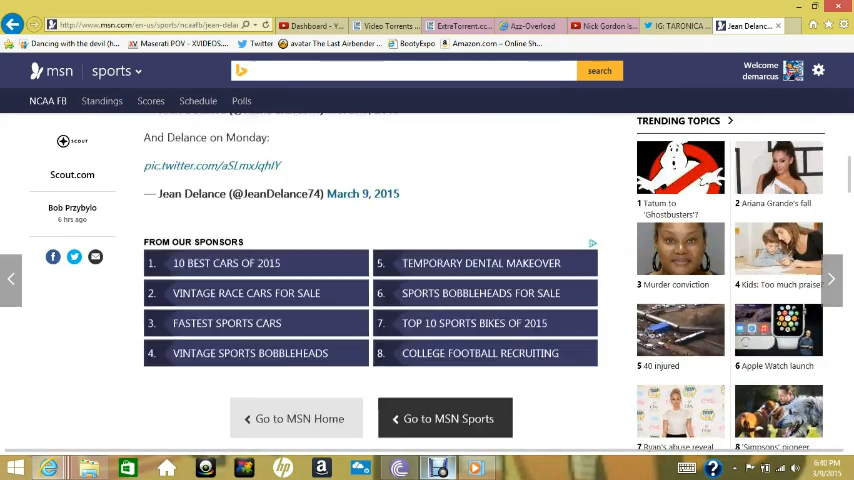 http://www.msn.com/en-us/sports/ncaafb/jean-delan
Dashboard - Y...
Video Torrents ...
ExtraTorrent.cc...
Azz-Overload
Nick Gordon Is...
IG: TARONICA ...
Jean Delanc...
Dancing with the devil (h...
Maserati POV - XVIDEOS....
Twitter
avatar The Last Airbender ...
BootyExpo
Amazon.com – Online Sh...
msn
sports
search
Welcome
demarcus
NCAA FB
Standings
Scores
Schedule
Polls
SCOUT
Scout.com
Bob Przybylo
6 hrs ago
And Delance on Monday:
pic.twitter.com/aSLmxJqhIY
— Jean Delance (@JeanDelance74) March 9, 2015
FROM OUR SPONSORS
1. 10 BEST CARS OF 2015
2. VINTAGE RACE CARS FOR SALE
3. FASTEST SPORTS CARS
4. VINTAGE SPORTS BOBBLEHEADS
5. TEMPORARY DENTAL MAKEOVER
6. SPORTS BOBBLEHEADS FOR SALE
7. TOP 10 SPORTS BIKES OF 2015
8. COLLEGE FOOTBALL RECRUITING
Go to MSN Home
Go to MSN Sports
TRENDING TOPICS
1 Tatum to
'Ghostbusters'?
2 Ariana Grande's fall
3 Murder conviction
4 Kids: Too much praise?
5 40 injured
6 Apple Watch launch
7 Ryan's abuse reveal
8 'Simpsons' pioneer
hp
a
6:40 PM
3/9/2015